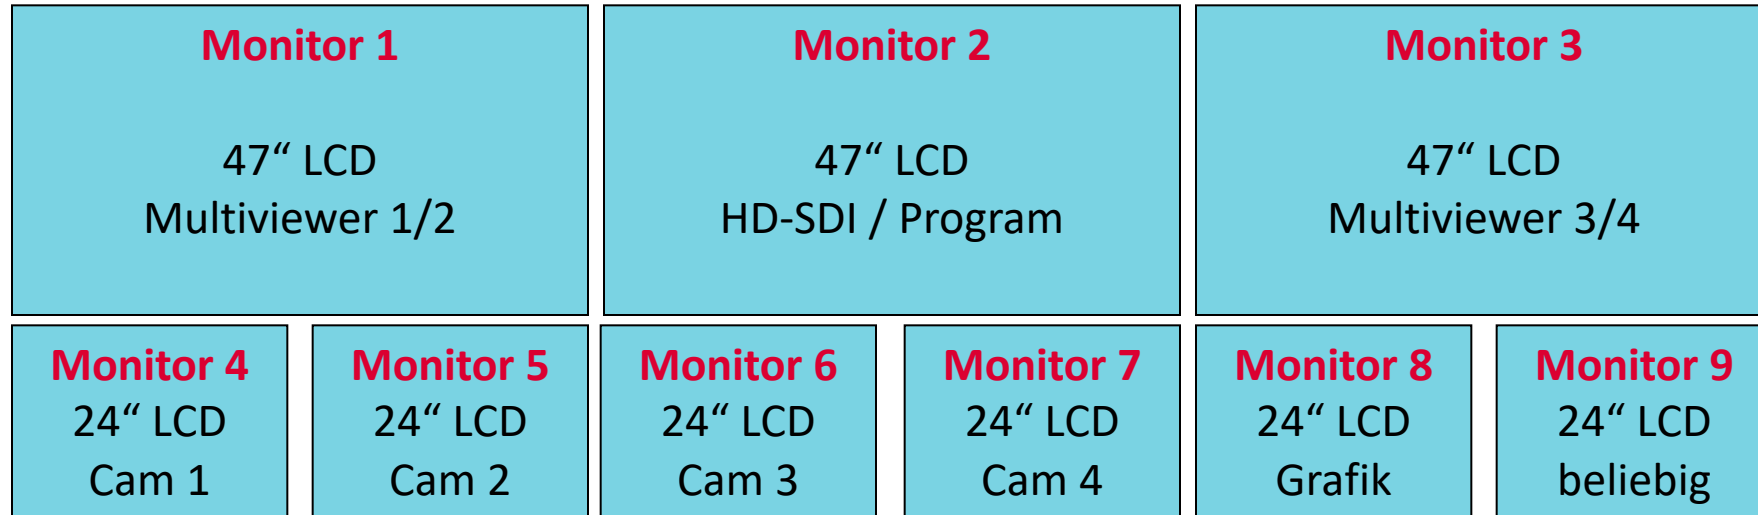 Monitor 1
47“ LCD
Multiviewer 1/2
Monitor 2
47“ LCD
HD-SDI / Program
Monitor 3
47“ LCD
Multiviewer 3/4
Monitor 4
24“ LCD
Cam 1
Monitor 5
24“ LCD
Cam 2
Monitor 6
24“ LCD
Cam 3
Monitor 7
24“ LCD
Cam 4
Monitor 8
24“ LCD
Grafik
Monitor 9
24“ LCD
beliebig